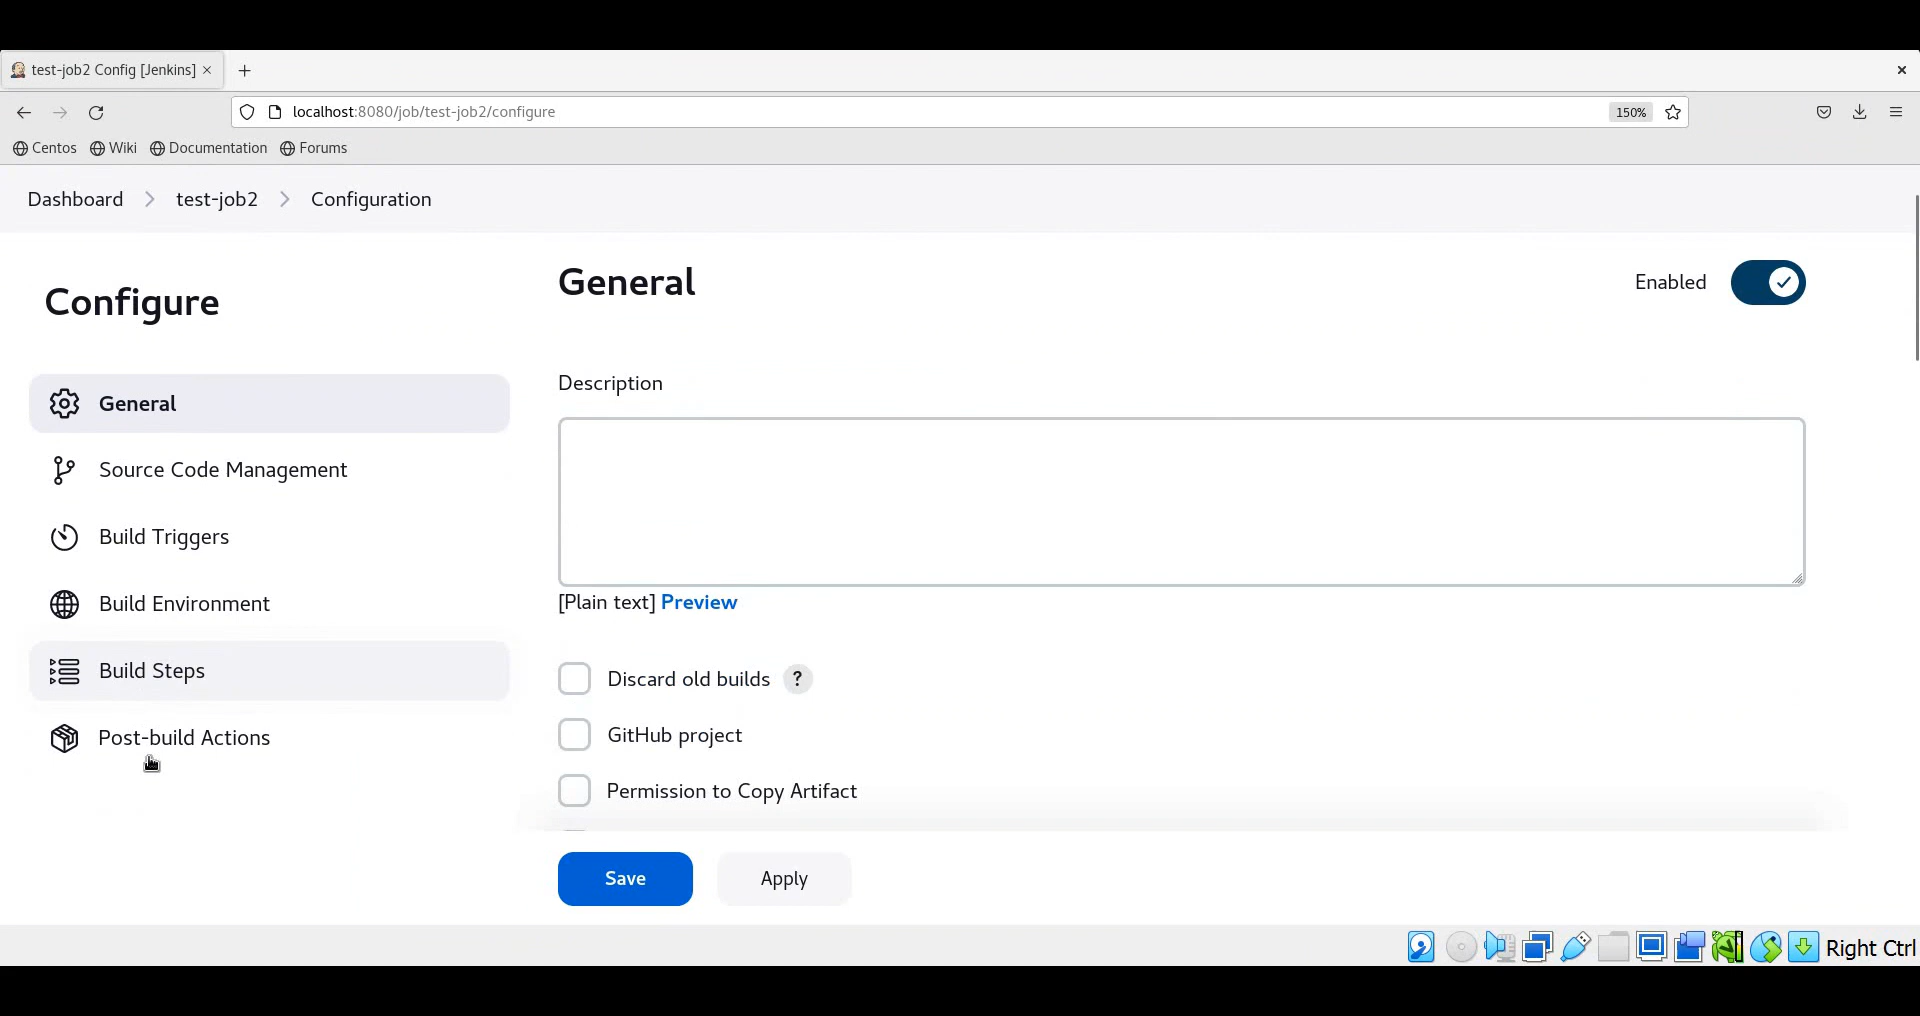 test-job2 Config [Jenkins]
localhost:8080/job/test-job2/configure
150%
Centos Wiki Documentation Forums
Dashboard test-job2 Configuration
Configure
General
Source Code Management
Build Triggers
Build Environment
Build Steps
Post-build Actions
General
Enabled
Description
[Plain text] Preview
Discard old builds ?
GitHub project
Permission to Copy Artifact
Save
Apply
Right Ctrl